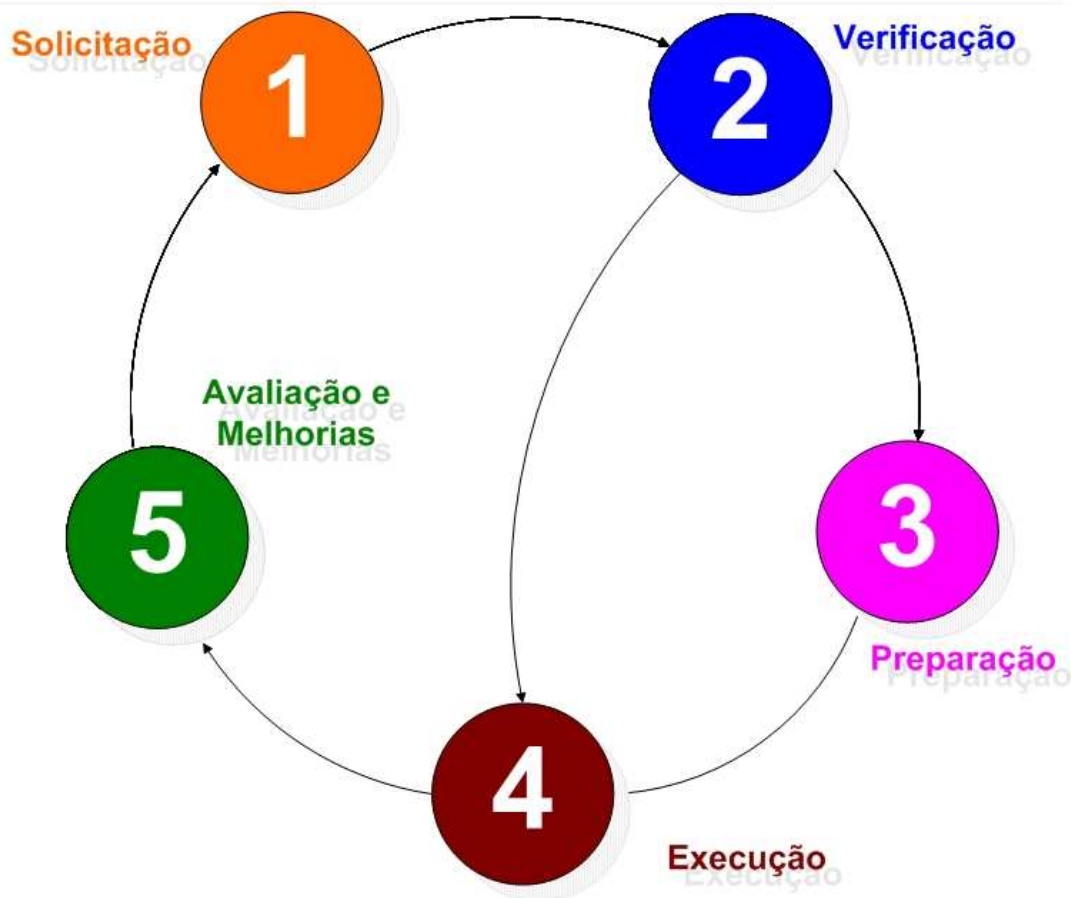 Solicitação
1
2
Verificação
Avaliação e
Melhorias
5
3
Preparação
4
Execução